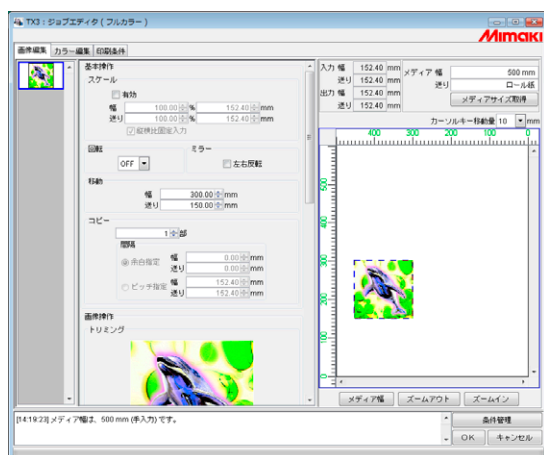 TX3：ジョブエディタ ( フルカラー )
Mimaki
画像編集 カラー編集 印刷条件
基本操作
スケール
有効
幅 100.00 % 152.40 mm
送り 100.00 % 152.40 mm
縦横比固定入力
回転 ミラー
OFF 左右反転
移動
幅 300.00 mm
送り 150.00 mm
コピー
1 部
間隔
余白指定 幅 0.00 mm
送り 0.00 mm
ピッチ指定 幅 152.40 mm
送り 152.40 mm
画像操作
トリミング
入力 幅 152.40 mm
送り 152.40 mm
出力 幅 152.40 mm
送り 152.40 mm
メディア 幅 500 mm
送り ロール紙
メディアサイズ取得
カーソルキー移動量 10 mm
400 300 200 100 0
500
400
300
200
100
0
メディア幅 ズームアウト ズームイン
[14:19:23] メディア幅は、500 mm (手入力) です。
条件管理
OK キャンセル